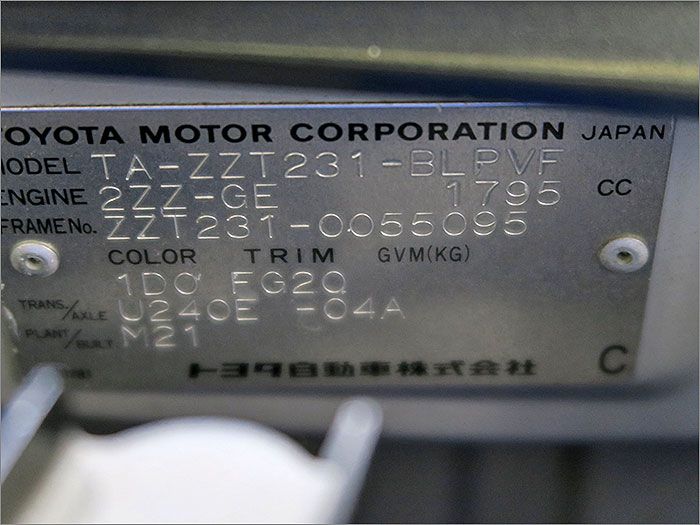 TOYOTA MOTOR CORPORATION JAPAN
MODEL TA-ZZT231-BLPVF
ENGINE 2ZZ-GE 1795 CC
FRAME No. ZZT231-0055095
COLOR TRIM GVM(KG)
1D0 FG20
TRANS./AXLE U240E -04A
PLANT/BUILT M21
トヨタ自動車株式会社 C